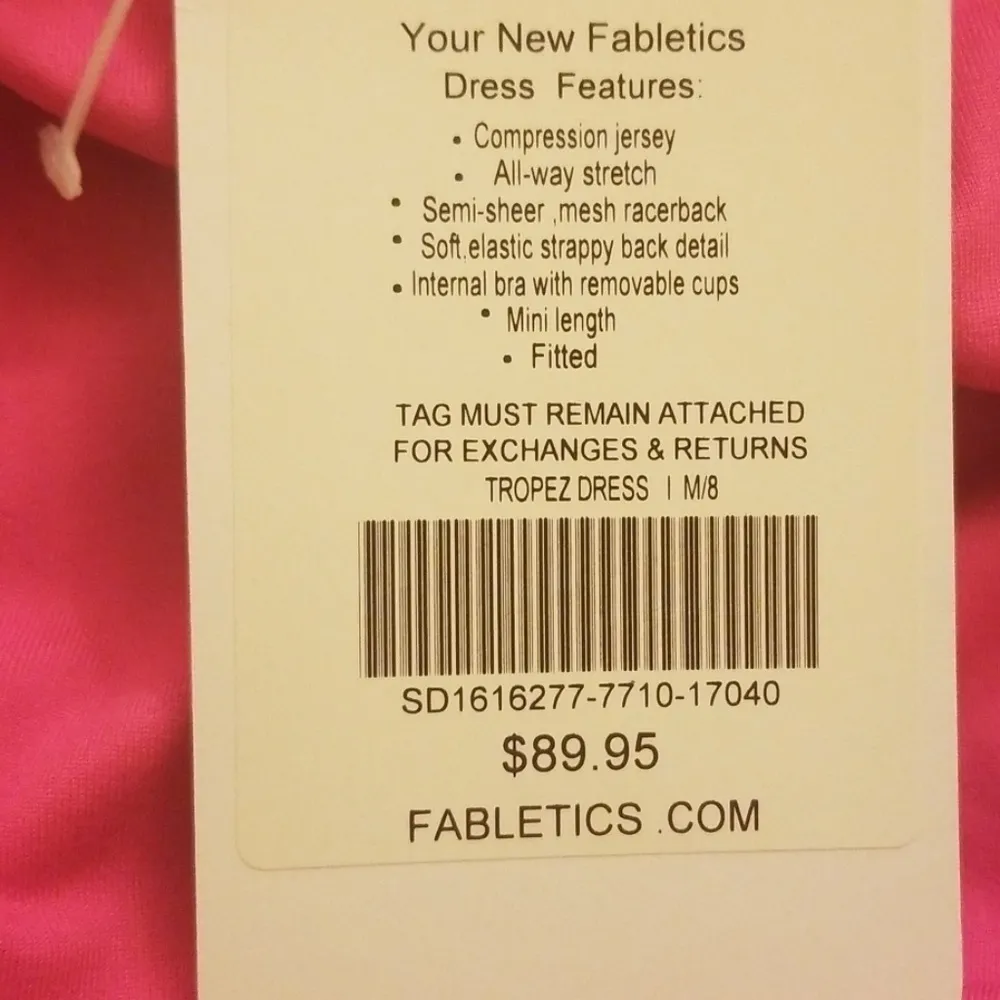 Your New Fabletics
Dress Features:
• Compression jersey
• All-way stretch
• Semi-sheer ,mesh racerback
• Soft.elastic strappy back detail
• Internal bra with removable cups
• Mini length
• Fitted
TAG MUST REMAIN ATTACHED
FOR EXCHANGES & RETURNS
TROPEZ DRESS | M/8
SD1616277-7710-17040
$89.95
FABLETICS .COM